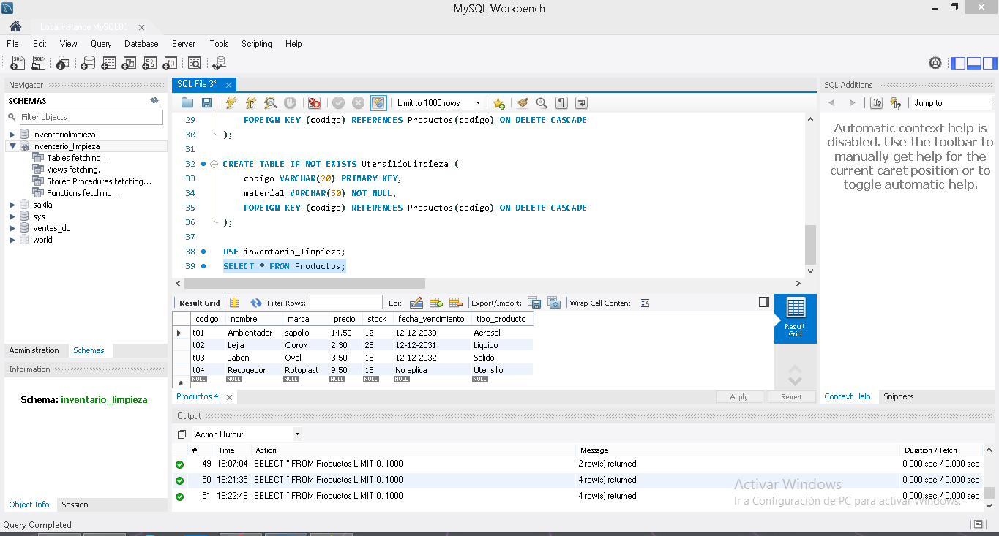 MySQL Workbench
Local instance MySQL80
File Edit View Query Database Server Tools Scripting Help
Navigator
SCHEMAS
Filter objects
inventariolimpieza
inventario_limpieza
Tables fetching...
Views fetching...
Stored Procedures fetching...
Functions fetching...
sakila
sys
ventas_db
world
Administration Schemas
Information
Schema: inventario_limpieza
Object Info Session
SQL File 3*
Limit to 1000 rows
29 FOREIGN KEY (codigo) REFERENCES Productos(codigo) ON DELETE CASCADE
30 );
31
32 CREATE TABLE IF NOT EXISTS UtensilioLimpieza (
33 codigo VARCHAR(20) PRIMARY KEY,
34 material VARCHAR(50) NOT NULL,
35 FOREIGN KEY (codigo) REFERENCES Productos(codigo) ON DELETE CASCADE
36 );
37
38 USE inventario_limpieza;
39 SELECT * FROM Productos;
Result Grid Filter Rows: Edit: Export/Import: Wrap Cell Content:
codigo nombre marca precio stock fecha_vencimiento tipo_producto
t01 Ambientador sapolio 14.50 12 12-12-2030 Aerosol
t02 Lejia Clorox 2.30 25 12-12-2031 Liquido
t03 Jabon Oval 3.50 15 12-12-2032 Solido
t04 Recogedor Rotoplast 9.50 15 No aplica Utensilio
NULL NULL NULL NULL NULL NULL NULL
Result
Grid
Productos 4
Apply Revert
SQL Additions
Jump to
Automatic context help is
disabled. Use the toolbar to
manually get help for the
current caret position or to
toggle automatic help.
Context Help Snippets
Output
Action Output
# Time Action Message Duration / Fetch
49 18:07:04 SELECT * FROM Productos LIMIT 0, 1000 2 row(s) returned 0.000 sec / 0.000 sec
50 18:21:35 SELECT * FROM Productos LIMIT 0, 1000 4 row(s) returned 0.000 sec / 0.000 sec
51 19:22:46 SELECT * FROM Productos LIMIT 0, 1000 4 row(s) returned 0.000 sec / 0.000 sec
Activar Windows
Ir a Configuración de PC para activar Windows.
Query Completed